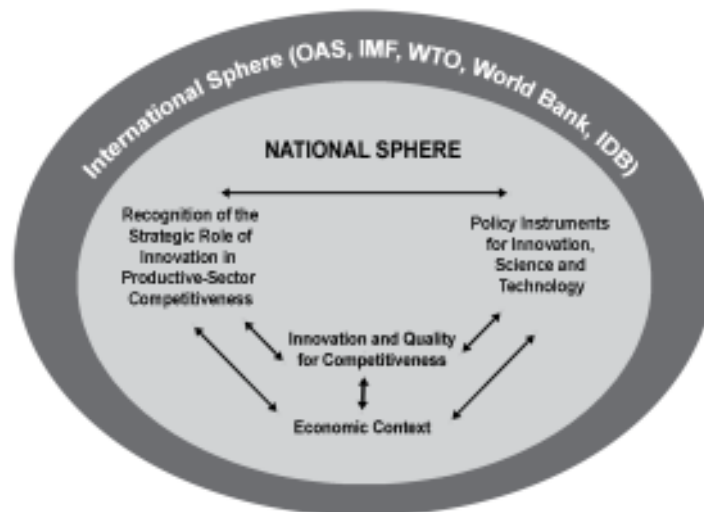 International Sphere (OAS, IMF, WTO, World Bank, IDB)
NATIONAL SPHERE
Recognition of the
Strategic Role of
Innovation in
Productive-Sector
Competitiveness
Policy Instruments
for Innovation,
Science and
Technology
Innovation and Quality
for Competitiveness
Economic Context